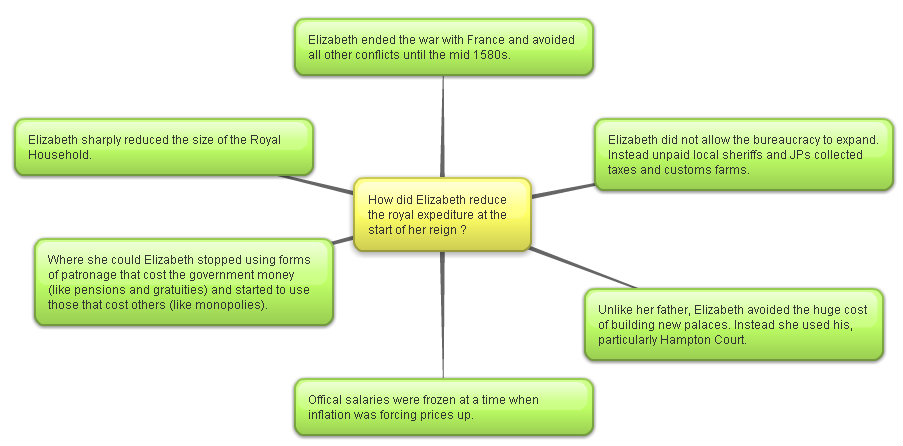 Elizabeth ended the war with France and avoided
all other conflicts until the mid 1580s.
Elizabeth sharply reduced the size of the Royal
Household.
Elizabeth did not allow the bureaucracy to expand.
Instead unpaid local sheriffs and JPs collected
taxes and customs farms.
How did Elizabeth reduce
the royal expediture at the
start of her reign ?
Where she could Elizabeth stopped using forms
of patronage that cost the government money
(like pensions and gratuities) and started to use
those that cost others (like monopolies).
Unlike her father, Elizabeth avoided the huge cost
of building new palaces. Instead she used his,
particularly Hampton Court.
Offical salaries were frozen at a time when
inflation was forcing prices up.